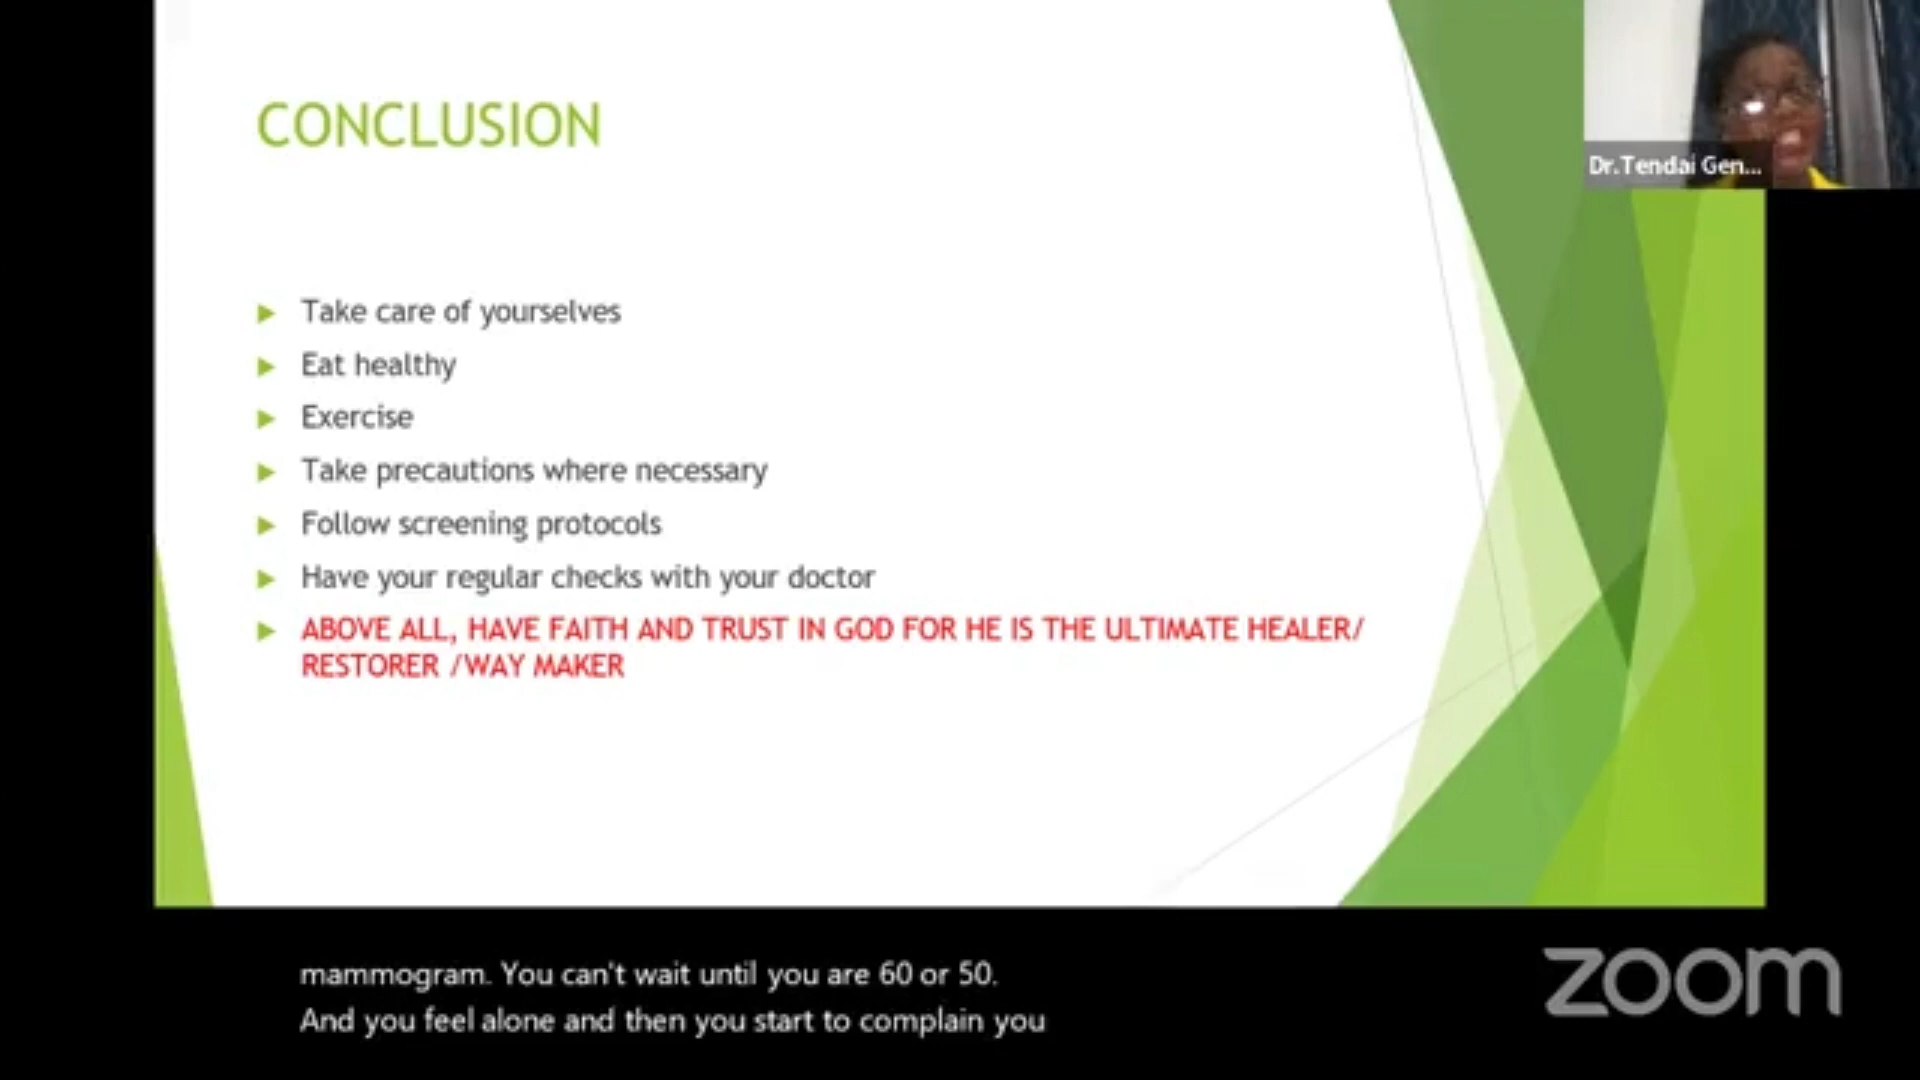 CONCLUSION
Dr.Tendai Gen...
Take care of yourselves
Eat healthy
Exercise
Take precautions where necessary
Follow screening protocols
Have your regular checks with your doctor
ABOVE ALL, HAVE FAITH AND TRUST IN GOD FOR HE IS THE ULTIMATE HEALER/
RESTORER /WAY MAKER
mammogram. You can't wait until you are 60 or 50.
And you feel alone and then you start to complain you
zoom